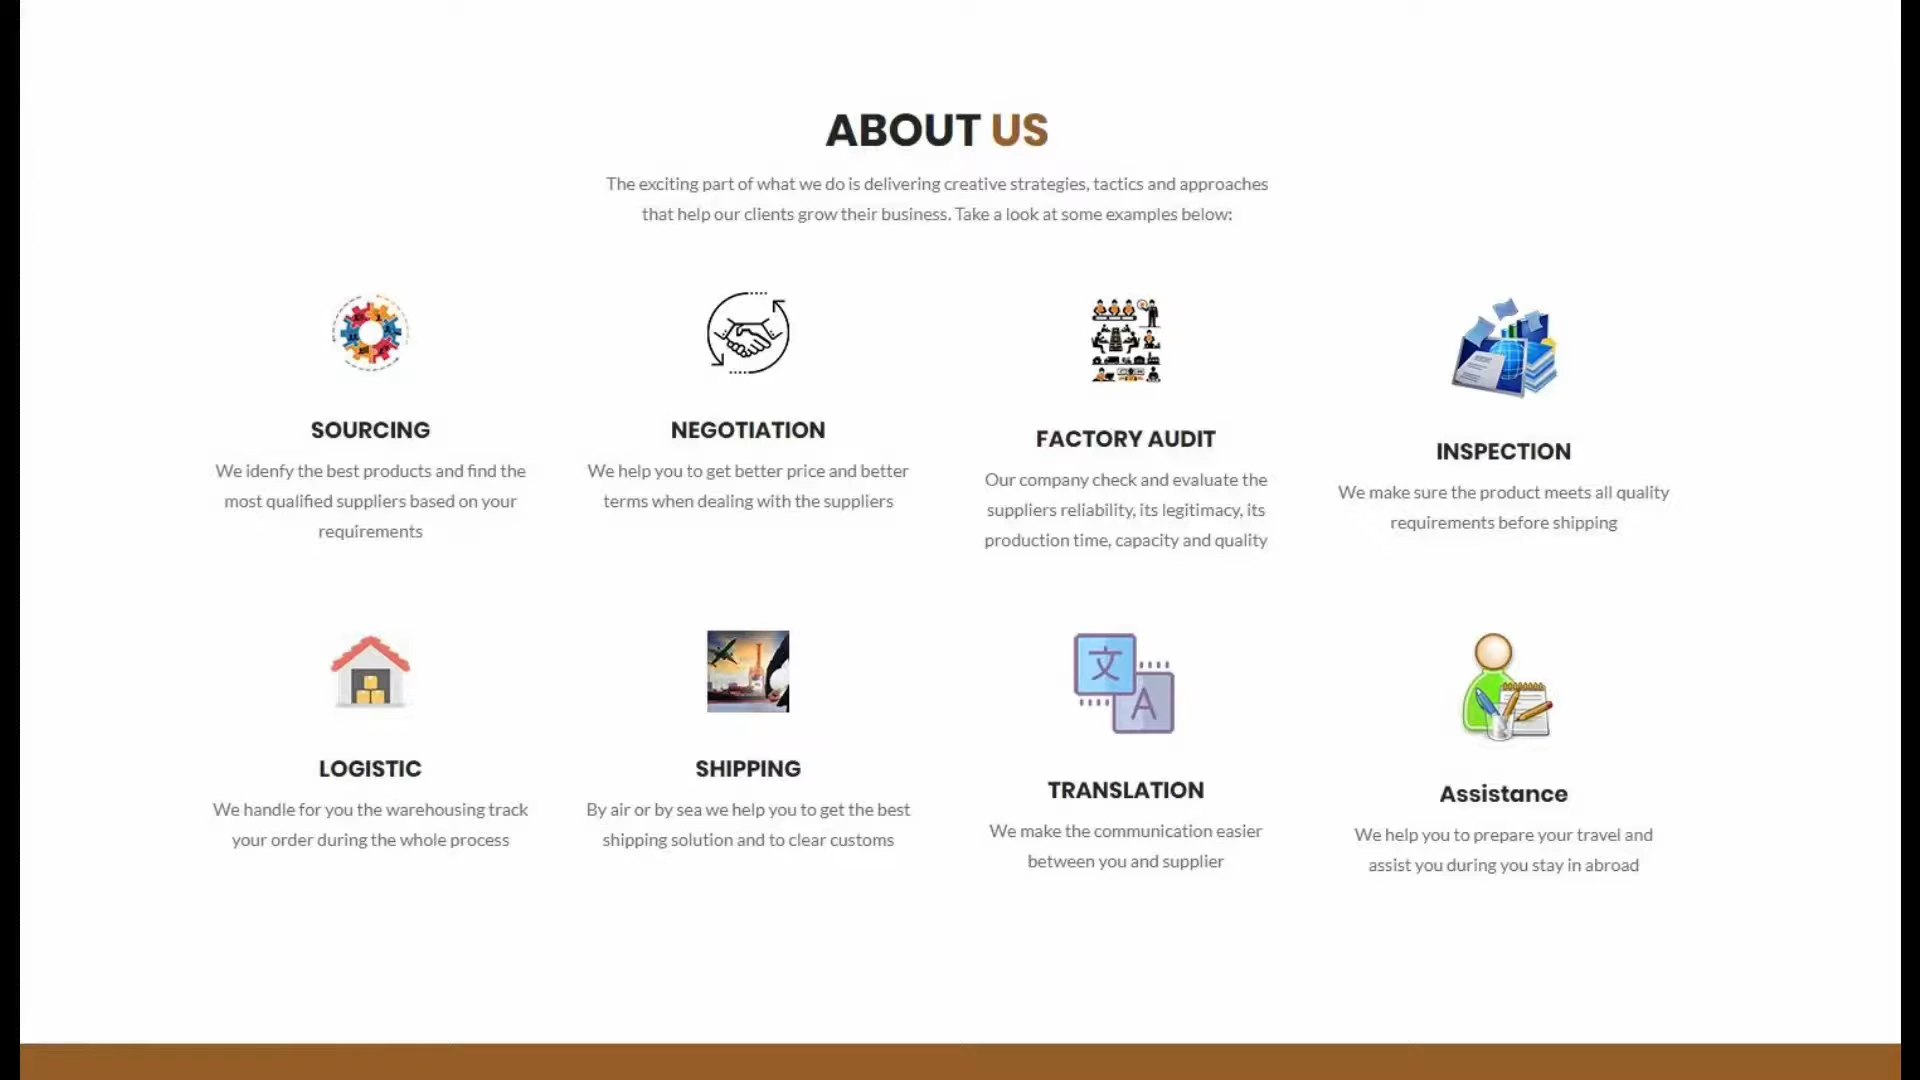 ABOUT US
The exciting part of what we do is delivering creative strategies, tactics and approaches
that help our clients grow their business. Take a look at some examples below:
SOURCING
We idenfy the best products and find the
most qualified suppliers based on your
requirements
NEGOTIATION
We help you to get better price and better
terms when dealing with the suppliers
FACTORY AUDIT
Our company check and evaluate the
suppliers reliability, its legitimacy, its
production time, capacity and quality
INSPECTION
We make sure the product meets all quality
requirements before shipping
LOGISTIC
We handle for you the warehousing track
your order during the whole process
SHIPPING
By air or by sea we help you to get the best
shipping solution and to clear customs
文
A
TRANSLATION
We make the communication easier
between you and supplier
Assistance
We help you to prepare your travel and
assist you during you stay in abroad